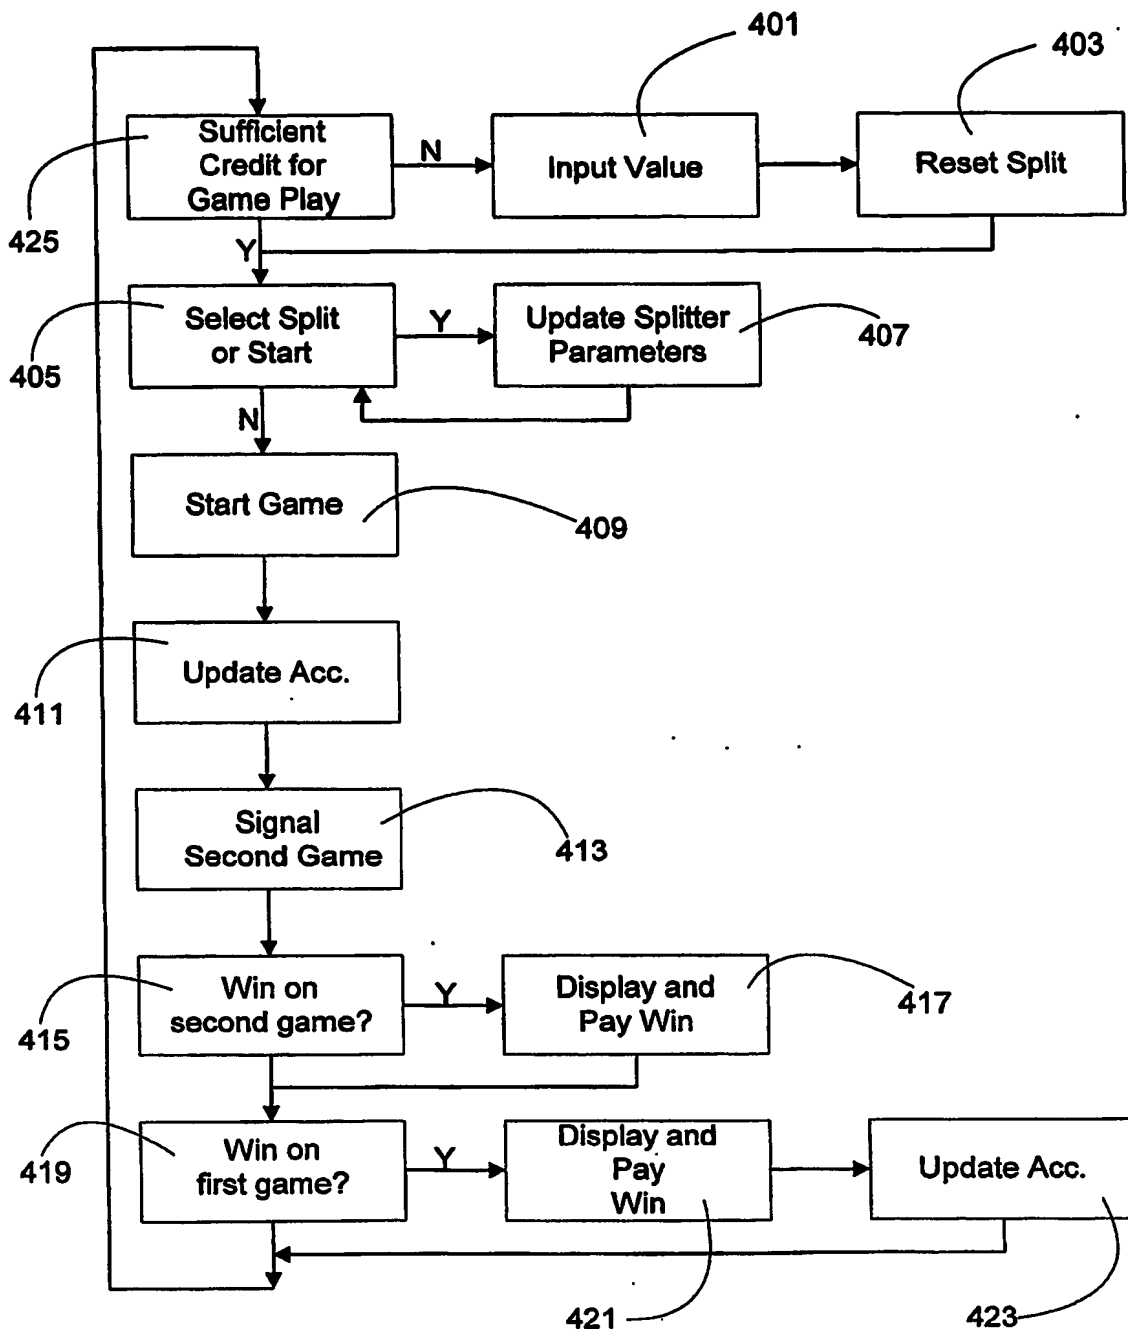 401
403
Sufficient
Credit for
Game Play
N
Input Value
Reset Split
425
Y
Select Split
or Start
Y
Update Splitter
Parameters
407
405
N
Start Game
409
Update Acc.
411
Signal
Second Game
413
Win on
second game?
Y
Display and
Pay Win
417
415
Win on
first game?
Y
Display and
Pay
Win
Update Acc.
419
421
423